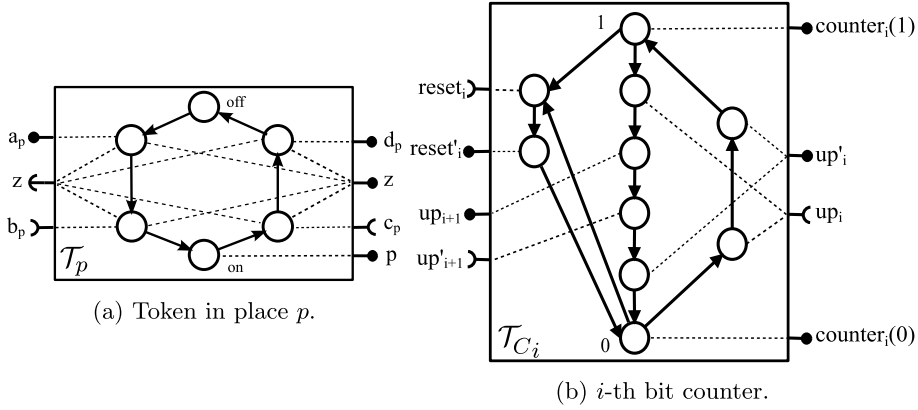 off
a_p
z
b_p
d_p
z
c_p
p
on
𝒯_p
(a) Token in place p.
1
reset_i
reset'_i
up_{i+1}
up'_{i+1}
counter_i(1)
up'_i
up_i
counter_i(0)
0
𝒯_{C_i}
(b) i-th bit counter.